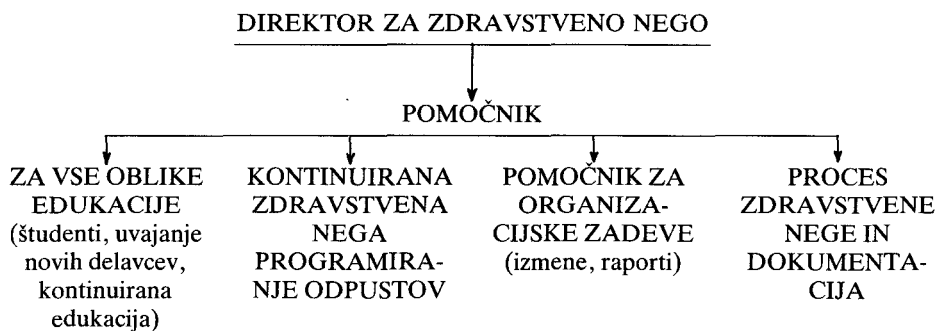 DIREKTOR ZA ZDRAVSTVENO NEGO
POMOČNIK
ZA VSE OBLIKE
EDUKACIJE
(študenti, uvajanje
novih delavcev,
kontinuirana
edukacija)
KONTINUIRANA
ZDRAVSTVENA
NEGA
PROGRAMIRA-
NJE ODPUSTOV
POMOČNIK ZA
ORGANIZA-
CIJSKE ZADEVE
(izmene, raporti)
PROCES
ZDRAVSTVENE
NEGE IN
DOKUMENTA-
CIJA